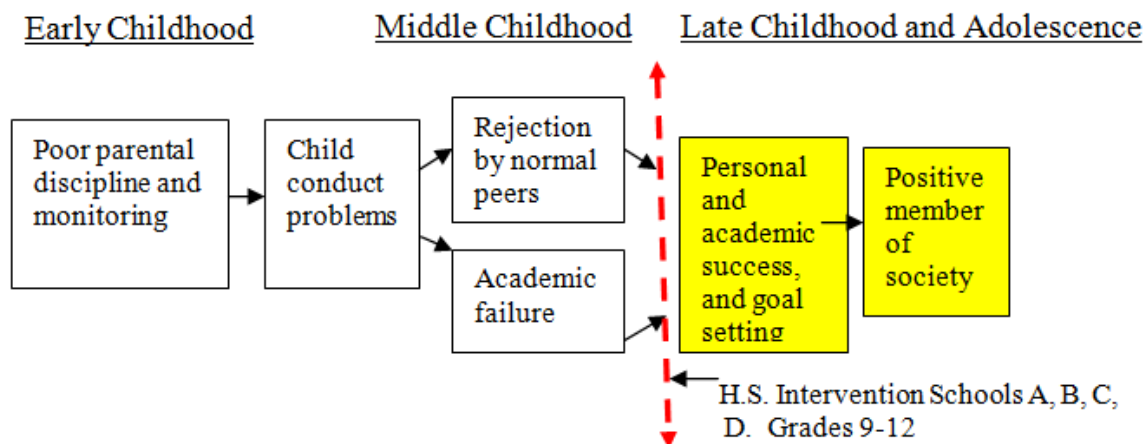 Early Childhood
Middle Childhood
Late Childhood and Adolescence
Poor parental
discipline and
monitoring
Child
conduct
problems
Rejection
by normal
peers
Academic
failure
Personal
and
academic
success,
and goal
setting
Positive
member
of
society
H.S. Intervention Schools A, B, C,
D. Grades 9-12